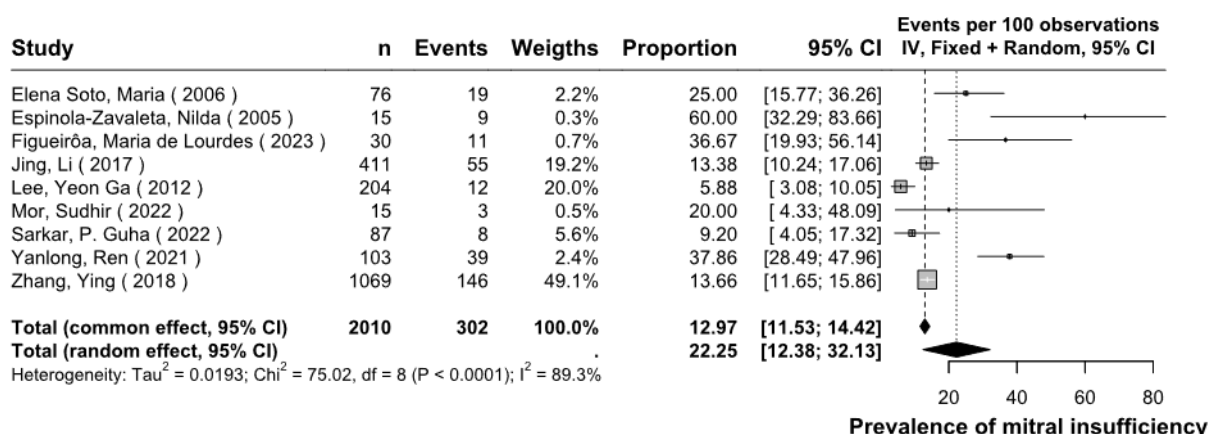 Events per 100 observations
Study n Events Weigths Proportion 95% CI IV, Fixed + Random, 95% CI
Elena Soto, Maria ( 2006 ) 76 19 2.2% 25.00 [15.77; 36.26]
Espinola-Zavaleta, Nilda ( 2005 ) 15 9 0.3% 60.00 [32.29; 83.66]
Figueirôa, Maria de Lourdes ( 2023 ) 30 11 0.7% 36.67 [19.93; 56.14]
Jing, Li ( 2017 ) 411 55 19.2% 13.38 [10.24; 17.06]
Lee, Yeon Ga ( 2012 ) 204 12 20.0% 5.88 [ 3.08; 10.05]
Mor, Sudhir ( 2022 ) 15 3 0.5% 20.00 [ 4.33; 48.09]
Sarkar, P. Guha ( 2022 ) 87 8 5.6% 9.20 [ 4.05; 17.32]
Yanlong, Ren ( 2021 ) 103 39 2.4% 37.86 [28.49; 47.96]
Zhang, Ying ( 2018 ) 1069 146 49.1% 13.66 [11.65; 15.86]
Total (common effect, 95% CI) 2010 302 100.0% 12.97 [11.53; 14.42]
Total (random effect, 95% CI) . 22.25 [12.38; 32.13]
Heterogeneity: Tau² = 0.0193; Chi² = 75.02, df = 8 (P < 0.0001); I² = 89.3%
20 40 60 80
Prevalence of mitral insufficiency